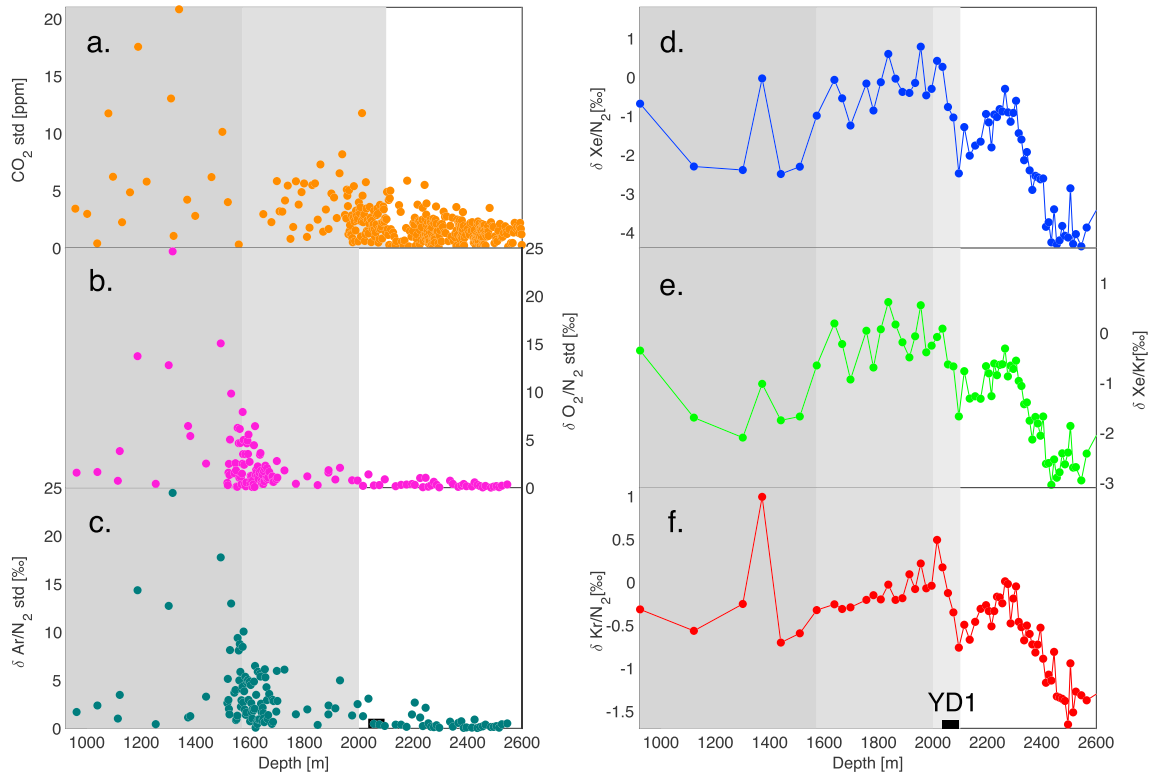 a.
CO2 std [ppm]
20
15
10
5
0
b.
δ O2/N2 std [‰]
25
20
15
10
5
0
c.
δ Ar/N2 std [‰]
25
20
15
10
5
0
1000 1200 1400 1600 1800 2000 2200 2400 2600
Depth [m]
d.
δ Xe/N2[‰]
1
0
-1
-2
-3
-4
e.
δ Xe/Kr[‰]
1
0
-1
-2
-3
f.
δ Kr/N2[‰]
1
0.5
0
-0.5
-1
-1.5
YD1
1000 1200 1400 1600 1800 2000 2200 2400 2600
Depth [m]